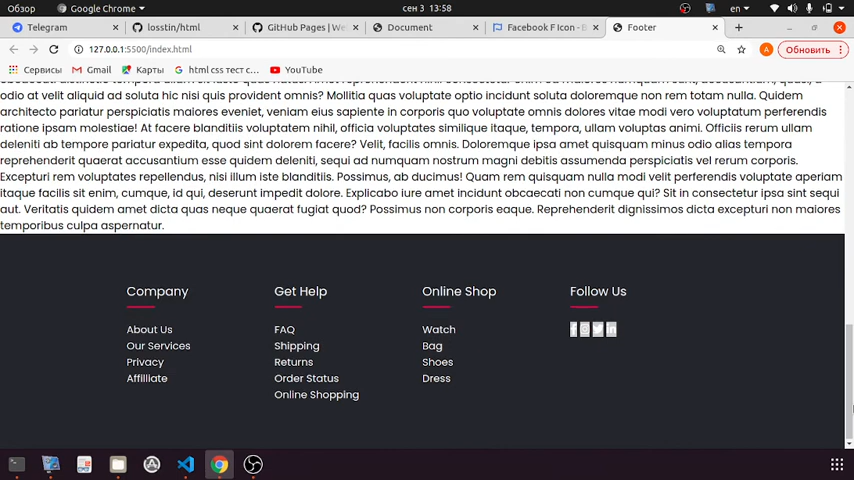 Обзор
Google Chrome
сен 3 13:58
en
Telegram
losstin/html
GitHub Pages | We
Document
Facebook F Icon - B
Footer
127.0.0.1:5500/index.html
Обновить
Сервисы
Gmail
Карты
html css тест с...
YouTube
odio at velit aliquid ad soluta hic nisi quis provident omnis? Mollitia quas voluptate optio incidunt soluta doloremque non rem totam nulla. Quidem
architecto pariatur perspiciatis maiores eveniet, veniam eius sapiente in corporis quo voluptate omnis dolores vitae modi vero voluptatum perferendis
ratione ipsam molestiae! At facere blanditiis voluptatem nihil, officia voluptates similique itaque, tempora, ullam voluptas animi. Officiis rerum ullam
deleniti ab tempore pariatur expedita, quod sint dolorem facere? Velit, facilis omnis. Doloremque ipsa amet quisquam minus odio alias tempora
reprehenderit quaerat accusantium esse quidem deleniti, sequi ad numquam nostrum magni debitis assumenda perspiciatis vel rerum corporis.
Excepturi rem voluptates repellendus, nisi illum iste blanditiis. Possimus, ab ducimus! Quam rem quisquam nulla modi velit perferendis voluptate aperiam
itaque facilis sit enim, cumque, id qui, deserunt impedit dolore. Explicabo iure amet incidunt obcaecati non cumque qui? Sit in consectetur ipsa sint sequi
aut. Veritatis quidem amet dicta quas neque quaerat fugiat quod? Possimus non corporis eaque. Reprehenderit dignissimos dicta excepturi non maiores
temporibus culpa aspernatur.
Company
About Us
Our Services
Privacy
Affilliate
Get Help
FAQ
Shipping
Returns
Order Status
Online Shopping
Online Shop
Watch
Bag
Shoes
Dress
Follow Us